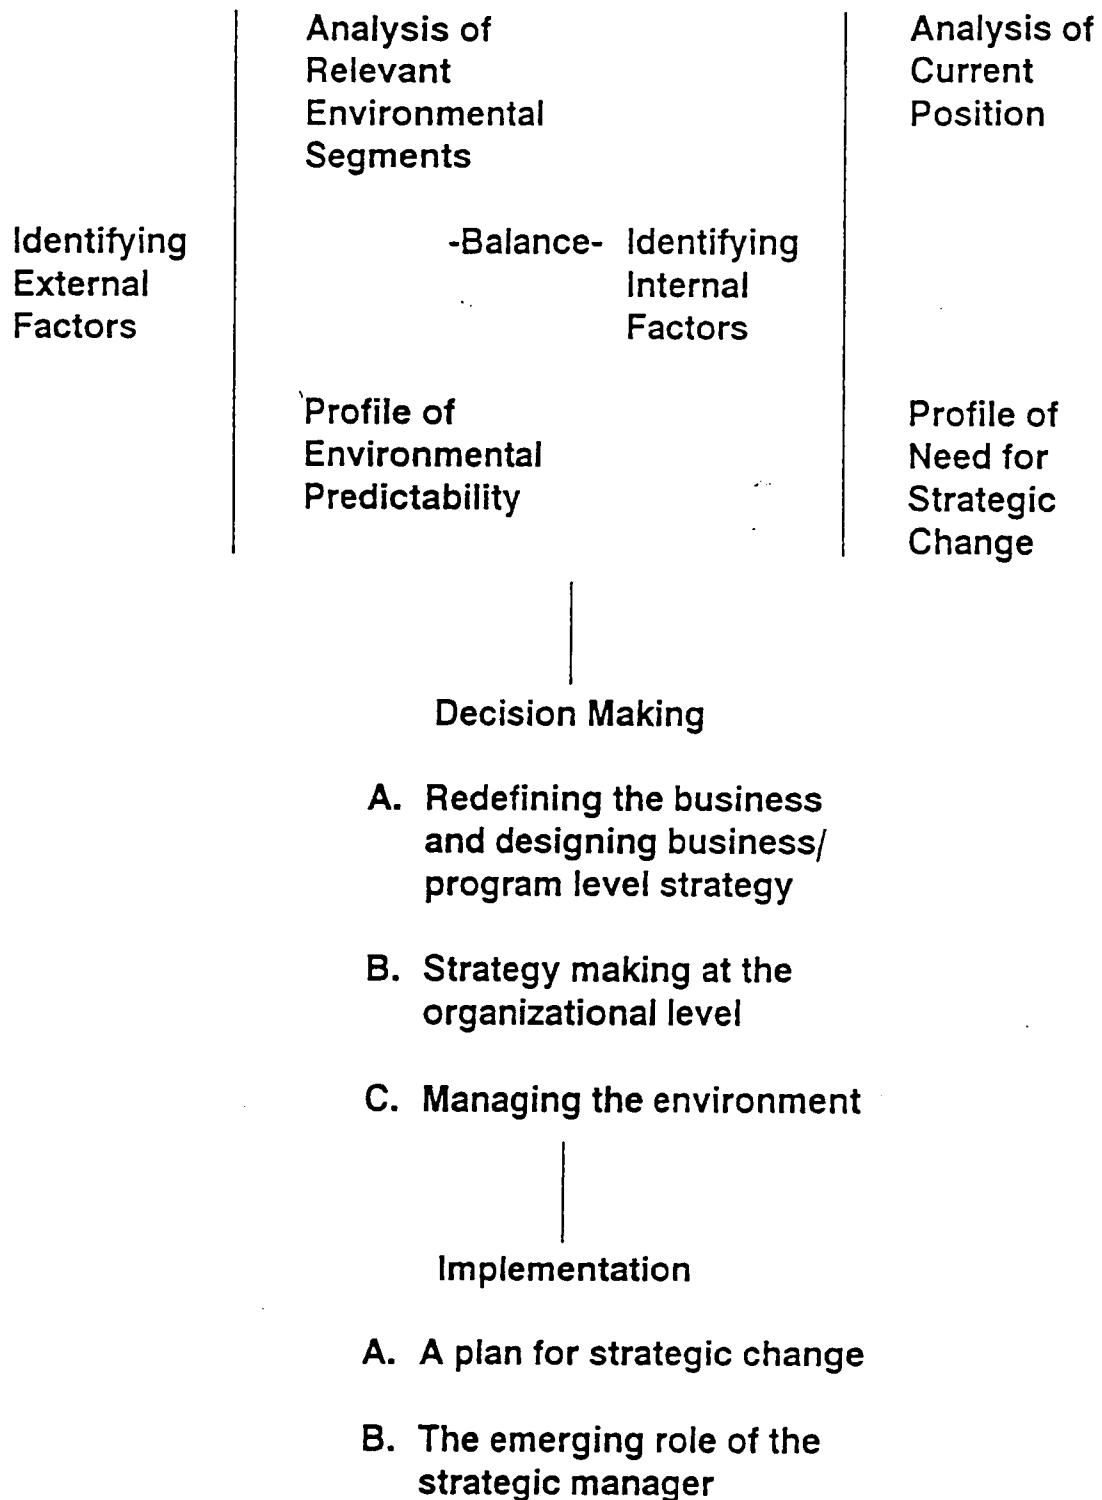 Analysis of
Relevant
Environmental
Segments
Analysis of
Current
Position
Identifying
External
Factors
-Balance-
Identifying
Internal
Factors
Profile of
Environmental
Predictability
Profile of
Need for
Strategic
Change
Decision Making
A. Redefining the business
and designing business/
program level strategy
B. Strategy making at the
organizational level
C. Managing the environment
Implementation
A. A plan for strategic change
B. The emerging role of the
strategic manager